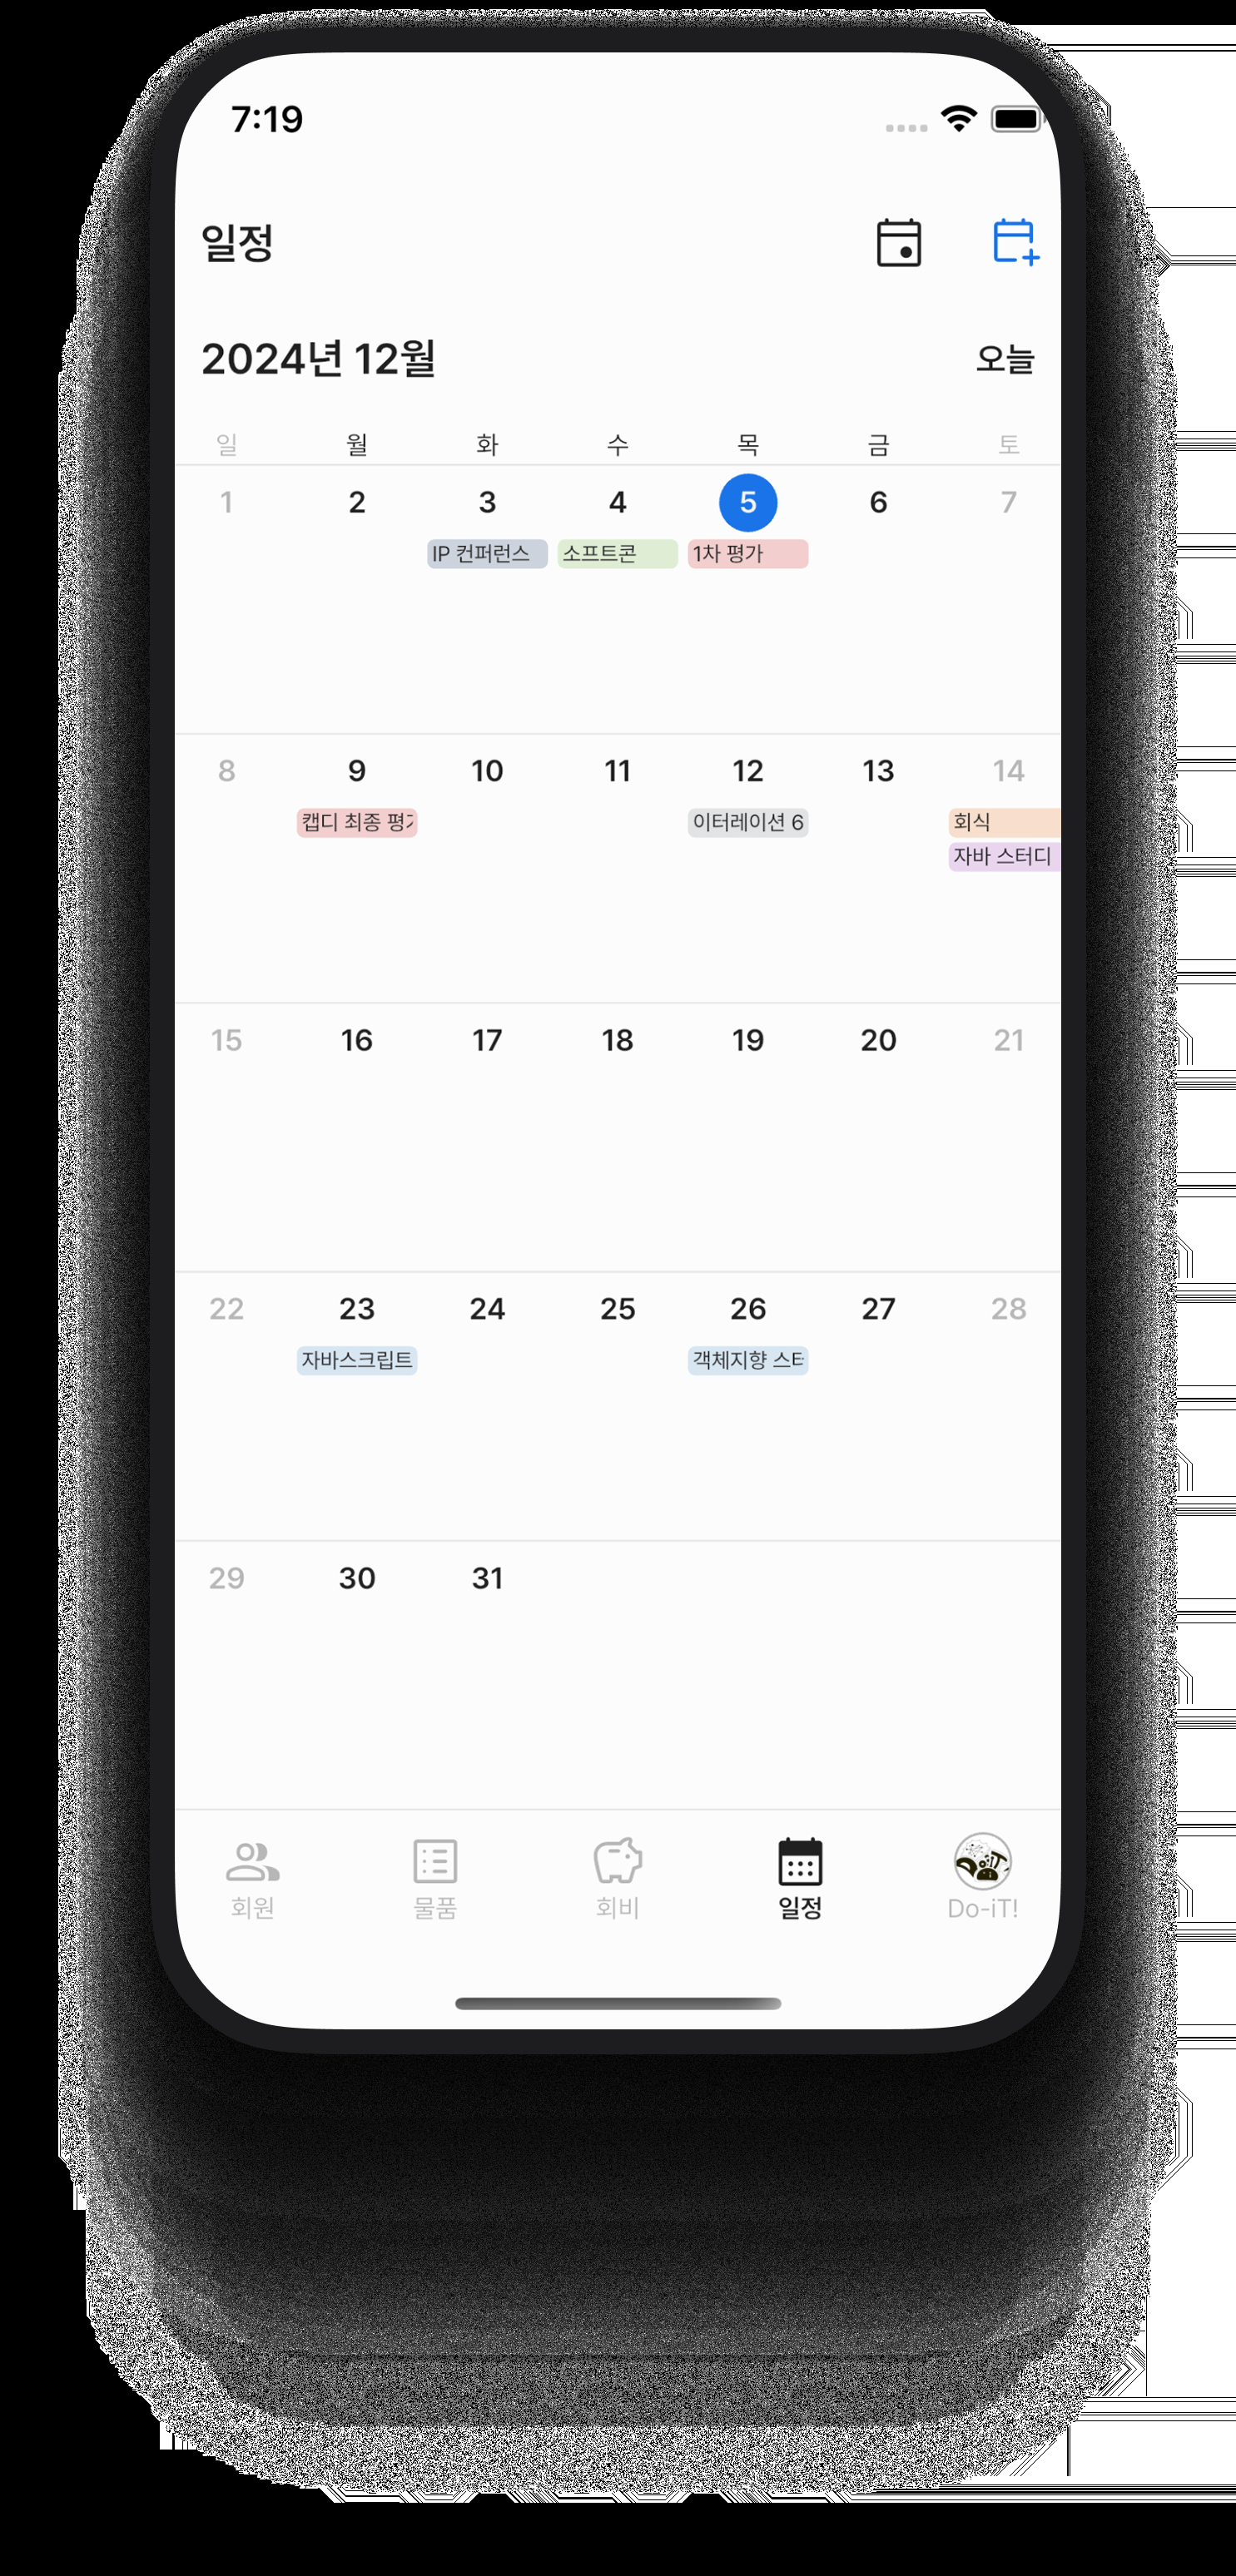 7:19
일정
2024년 12월 오늘
일 월 화 수 목 금 토
1 2 3 4 5 6 7
IP 컨퍼런스 소프트콘 1차 평가
8 9 10 11 12 13 14
캡디 최종 이터레이션 6 회식
자바 스터디
15 16 17 18 19 20 21
22 23 24 25 26 27 28
자바스크립트 객체지향
29 30 31
회원 물품 회비 일정 Do-iT!